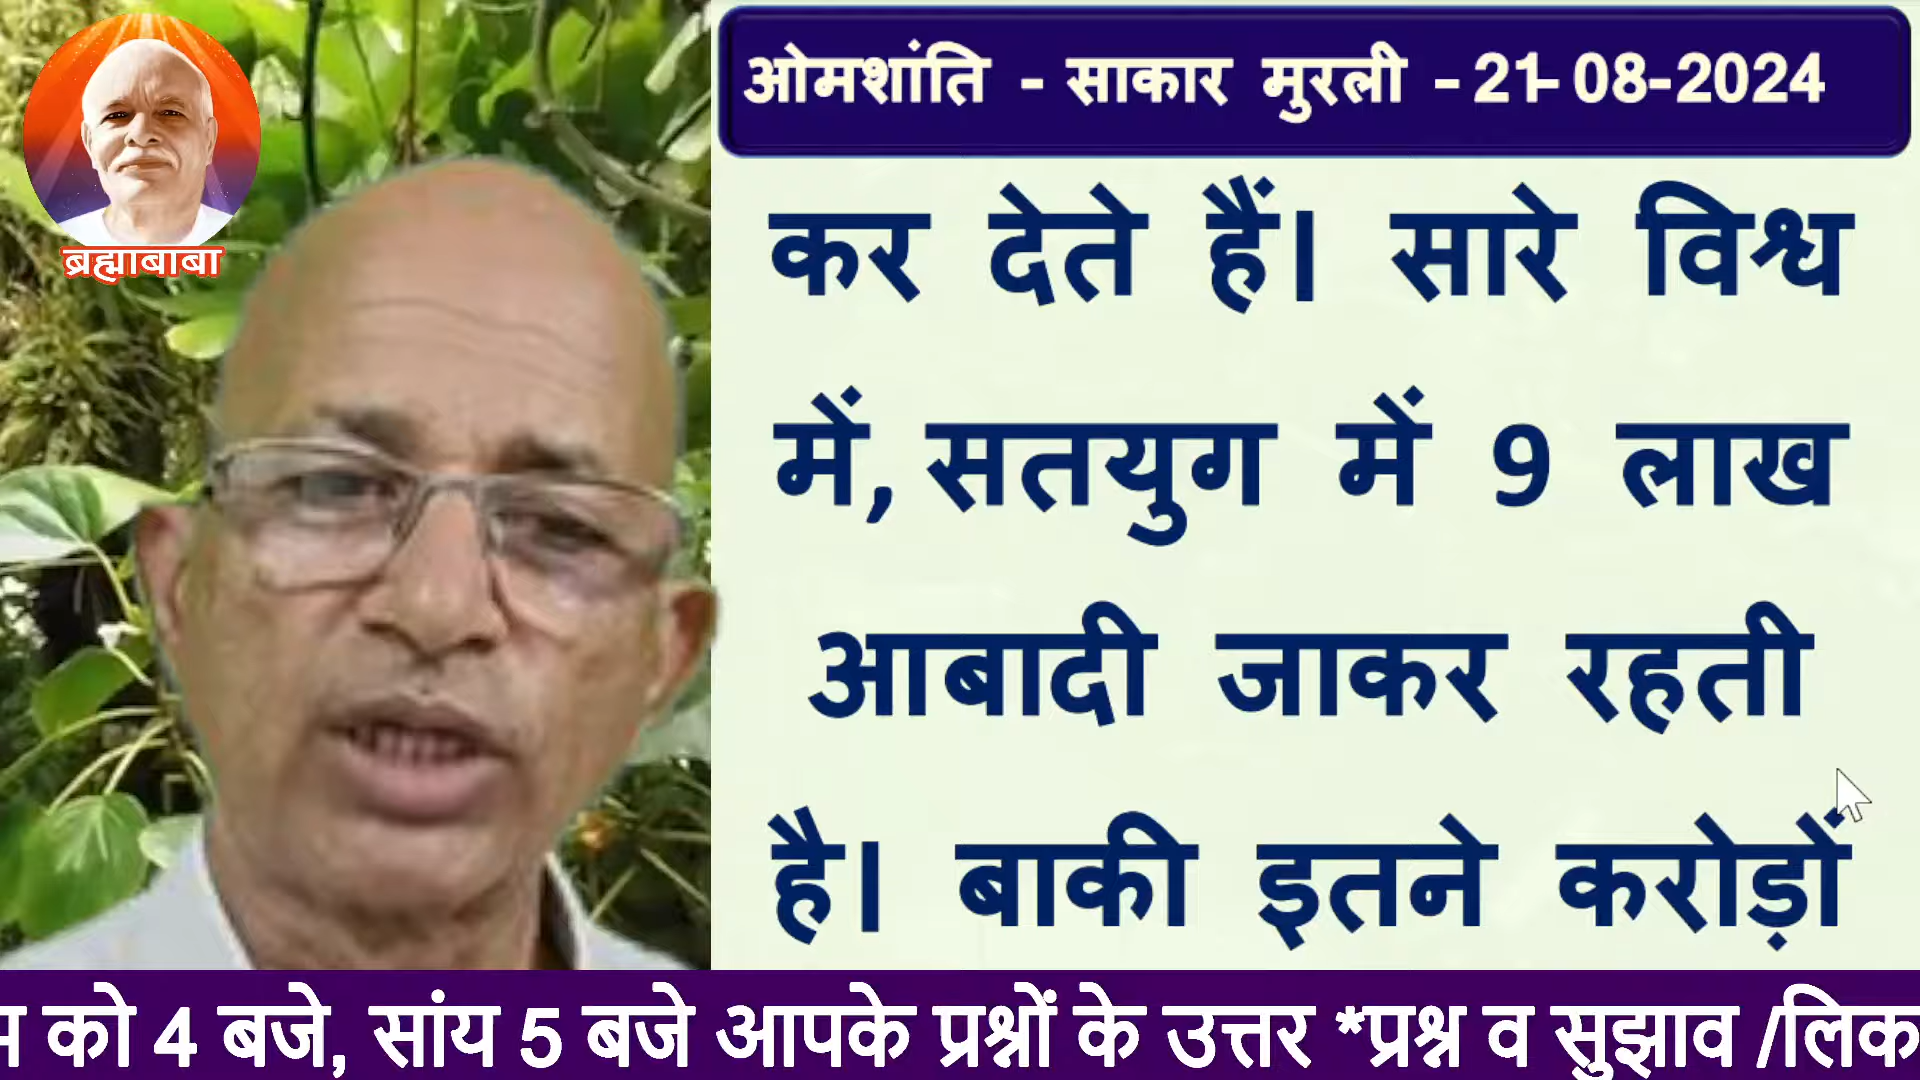 ब्रह्माबाबा
ओमशांति - साकार मुरली - 21-08-2024
कर देते हैं। सारे विश्व
में, सतयुग में 9 लाख
आबादी जाकर रहती
है। बाकी इतने करोड़ों
को 4 बजे, सांय 5 बजे आपके प्रश्नों के उत्तर *प्रश्न व सुझाव /लिक